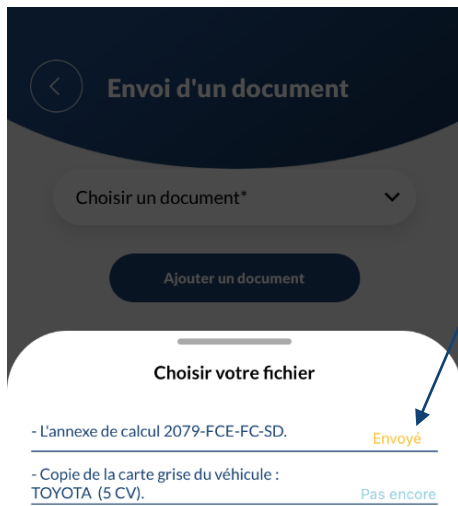 Envoi d'un document
Choisir un document*
Ajouter un document
Choisir votre fichier
- L'annexe de calcul 2079-FCE-FC-SD.
Envoyé
- Copie de la carte grise du véhicule :
TOYOTA (5 CV).
Pas encore